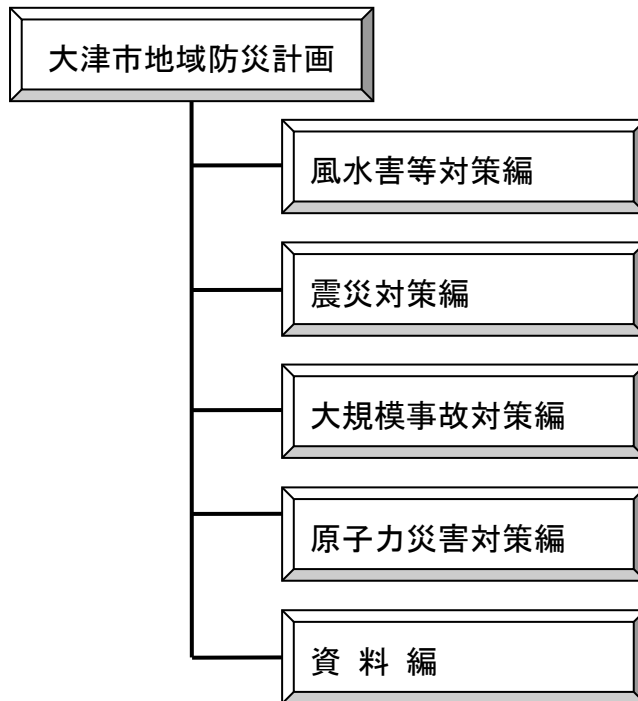 大津市地域防災計画
風水害等対策編
震災対策編
大規模事故対策編
原子力災害対策編
資 料 編